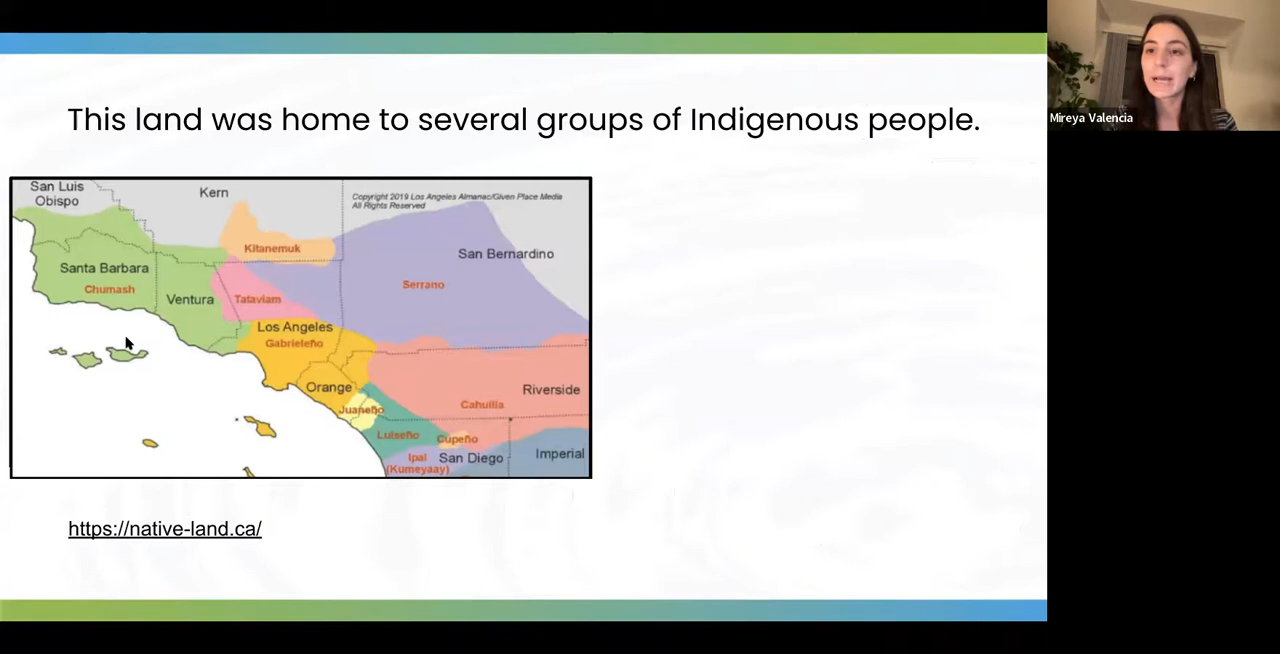 This land was home to several groups of Indigenous people.
Mireya Valencia
San Luis
Obispo
Kern
Copyright 2019 Los Angeles Almanac/Given Place Media
All Rights Reserved
Kitanemuk
San Bernardino
Santa Barbara
Chumash
Ventura
Tataviam
Serrano
Los Angeles
Gabrieleño
Orange
Riverside
Juaneño
Cahuilla
Luiseño
Cupeño
Ipai
(Kumeyaay)
San Diego
Imperial
https://native-land.ca/